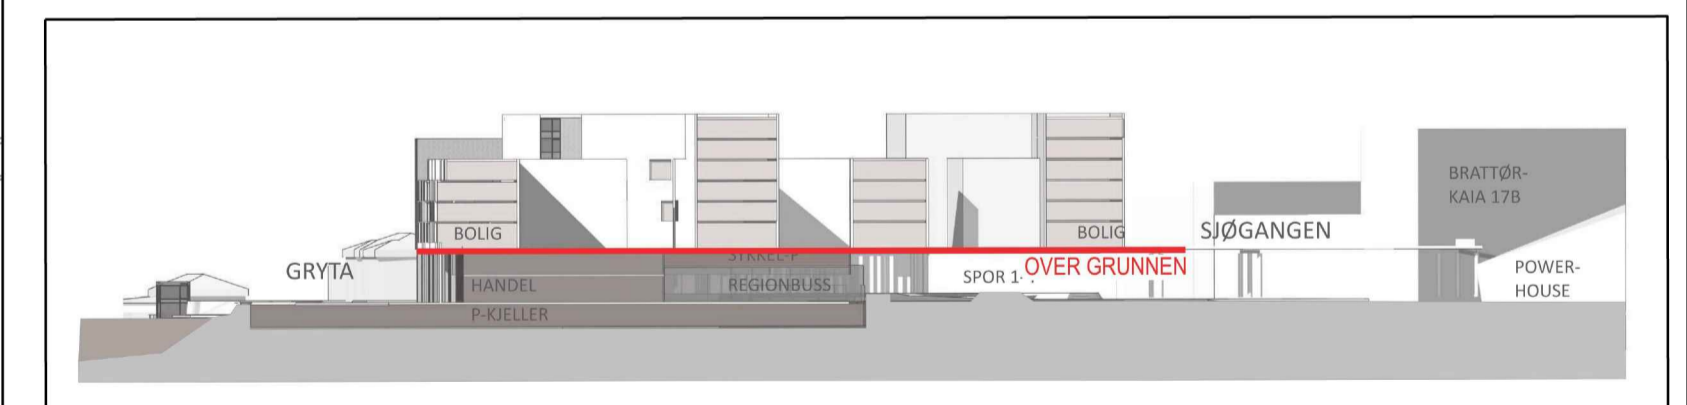 BRATTØR-
KAIA 17B
BOLIG
BOLIG
SJØGANGEN
GRYTA
OVER GRUNNEN
SPOR 1-
POWER-
HOUSE
HANDEL
REGIONBUSS
P-KJELLER